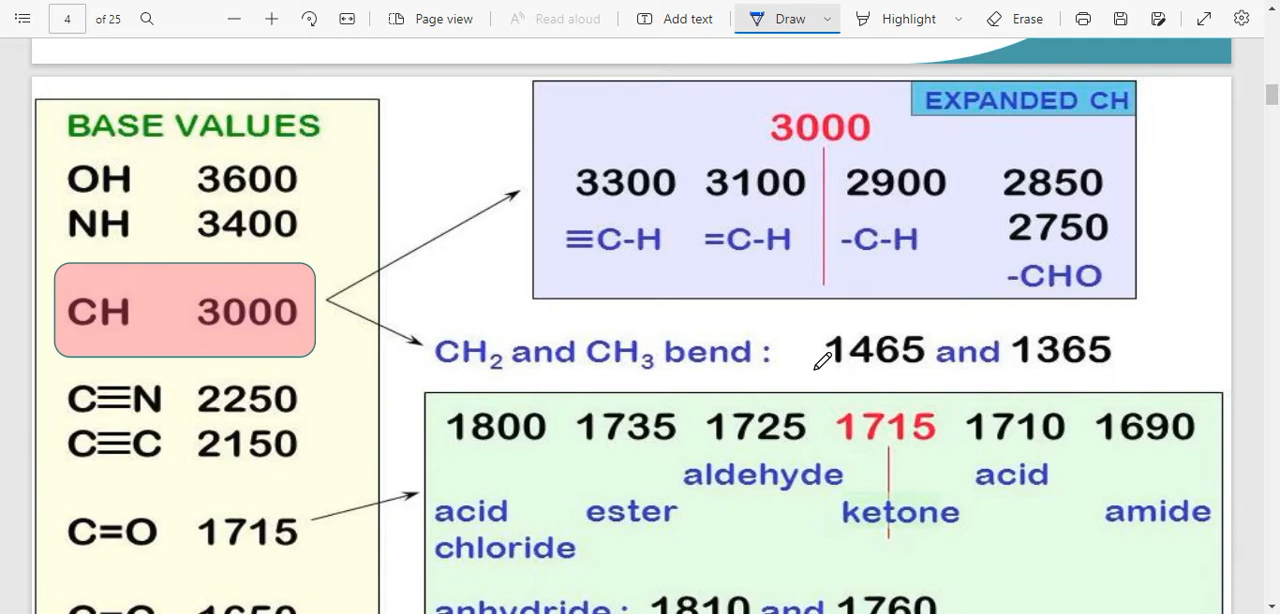 4 of 25
Page view
Read aloud
Add text
Draw
Highlight
Erase
BASE VALUES
OH 3600
NH 3400
CH 3000
C≡N 2250
C≡C 2150
C=O 1715
EXPANDED CH
3000
3300 3100 2900 2850
2750
≡C-H =C-H -C-H
-CHO
CH₂ and CH₃ bend : 1465 and 1365
1800 1735 1725 1715 1710 1690
aldehyde acid
acid ester ketone amide
chloride
anhydride : 1810 and 1760